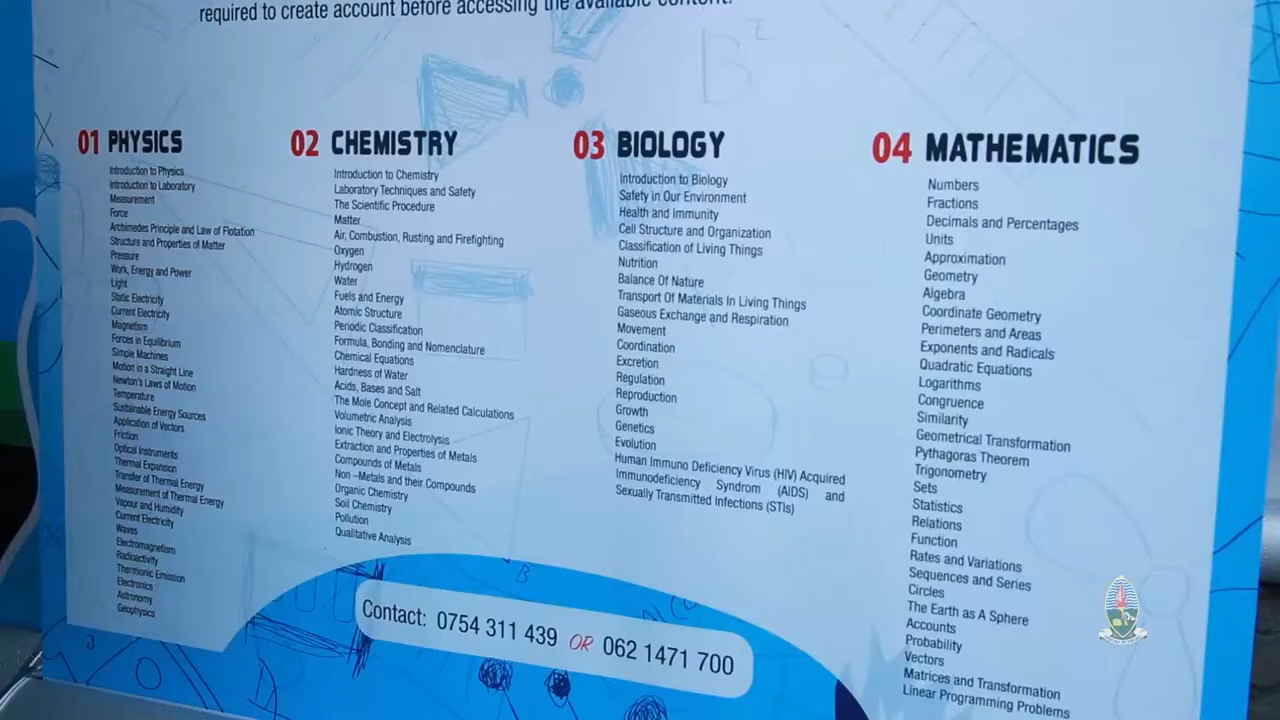 required to create account before accessing the available content.
01 PHYSICS
Introduction to Physics
Introduction to Laboratory
Measurement
Force
Archimedes Principle and Law of Flotation
Structure and Properties of Matter
Pressure
Work, Energy and Power
Light
Static Electricity
Current Electricity
Magnetism
Forces in Equilibrium
Simple Machines
Motion in a Straight Line
Newton's Laws of Motion
Temperature
Sustainable Energy Sources
Application of Vectors
Friction
Optical Instruments
Thermal Expansion
Transfer of Thermal Energy
Measurement of Thermal Energy
Vapour and Humidity
Current Electricity
Waves
Electromagnetism
Radioactivity
Thermionic Emission
Electronics
Astronomy
Geophysics
02 CHEMISTRY
Introduction to Chemistry
Laboratory Techniques and Safety
The Scientific Procedure
Matter
Air, Combustion, Rusting and Firefighting
Oxygen
Hydrogen
Water
Fuels and Energy
Atomic Structure
Periodic Classification
Formula, Bonding and Nomenclature
Chemical Equations
Hardness of Water
Acids, Bases and Salt
The Mole Concept and Related Calculations
Volumetric Analysis
Ionic Theory and Electrolysis
Extraction and Properties of Metals
Compounds of Metals
Non –Metals and their Compounds
Organic Chemistry
Soil Chemistry
Pollution
Qualitative Analysis
03 BIOLOGY
Introduction to Biology
Safety in Our Environment
Health and Immunity
Cell Structure and Organization
Classification of Living Things
Nutrition
Balance Of Nature
Transport Of Materials In Living Things
Gaseous Exchange and Respiration
Movement
Coordination
Excretion
Regulation
Reproduction
Growth
Genetics
Evolution
Human Immuno Deficiency Virus (HIV) Acquired
Immunodeficiency Syndrom (AIDS) and
Sexually Transmitted Infections (STIs)
04 MATHEMATICS
Numbers
Fractions
Decimals and Percentages
Units
Approximation
Geometry
Algebra
Coordinate Geometry
Perimeters and Areas
Exponents and Radicals
Quadratic Equations
Logarithms
Congruence
Similarity
Geometrical Transformation
Pythagoras Theorem
Trigonometry
Sets
Statistics
Relations
Function
Rates and Variations
Sequences and Series
Circles
The Earth as A Sphere
Accounts
Probability
Vectors
Matrices and Transformation
Linear Programming Problems
Contact: 0754 311 439 OR 062 1471 700